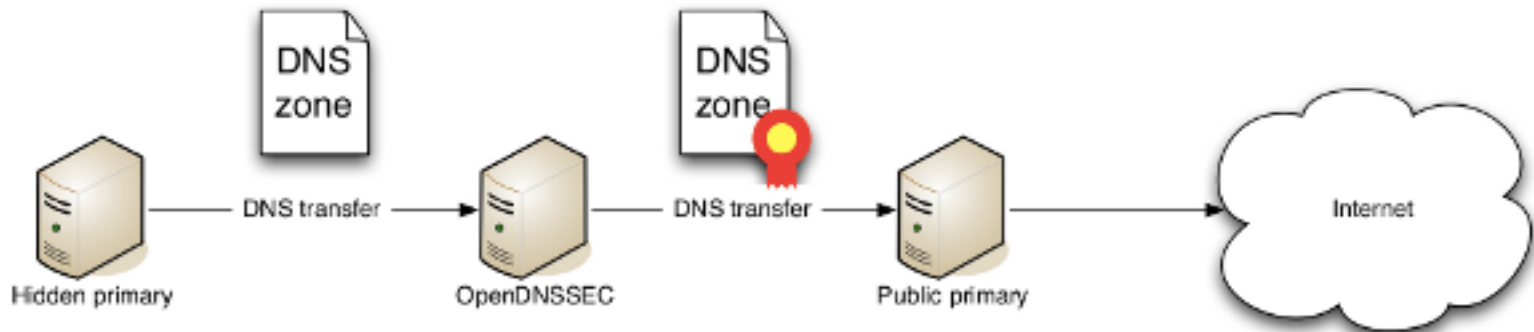 DNS
zone
DNS
zone
DNS transfer
DNS transfer
Internet
Hidden primary
OpenDNSSEC
Public primary